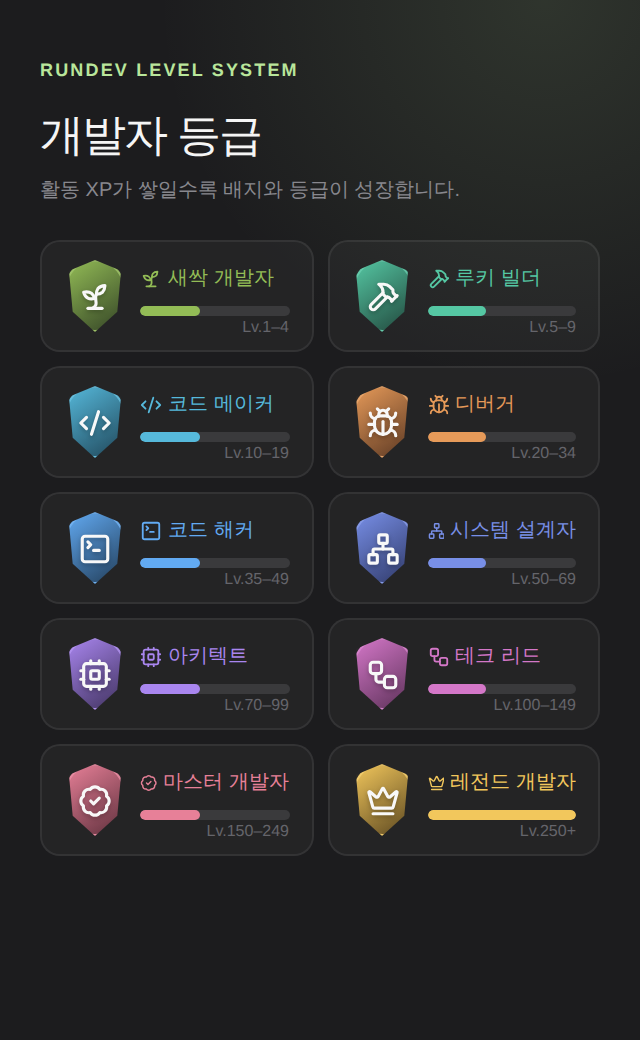 RUNDEV LEVEL SYSTEM
개발자 등급
활동 XP가 쌓일수록 배지와 등급이 성장합니다.
새싹 개발자
Lv.1–4
루키 빌더
Lv.5–9
코드 메이커
Lv.10–19
디버거
Lv.20–34
코드 해커
Lv.35–49
시스템 설계자
Lv.50–69
아키텍트
Lv.70–99
테크 리드
Lv.100–149
마스터 개발자
Lv.150–249
레전드 개발자
Lv.250+